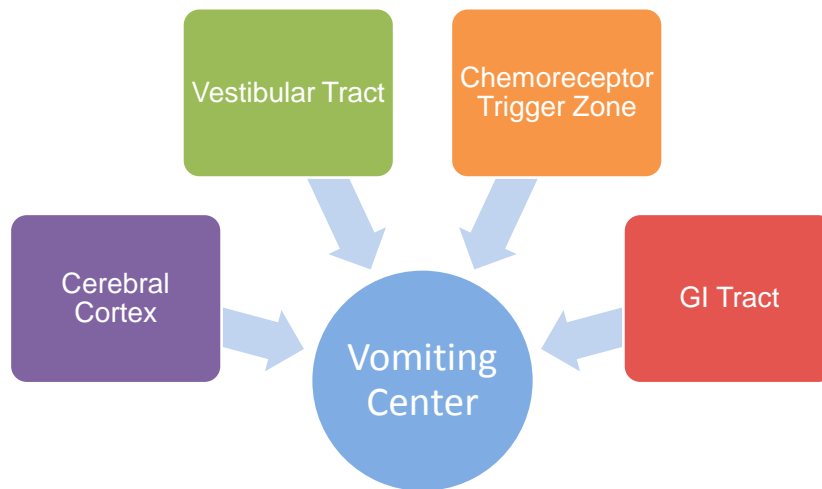 Vestibular Tract
Chemoreceptor
Trigger Zone
Cerebral
Cortex
GI Tract
Vomiting
Center